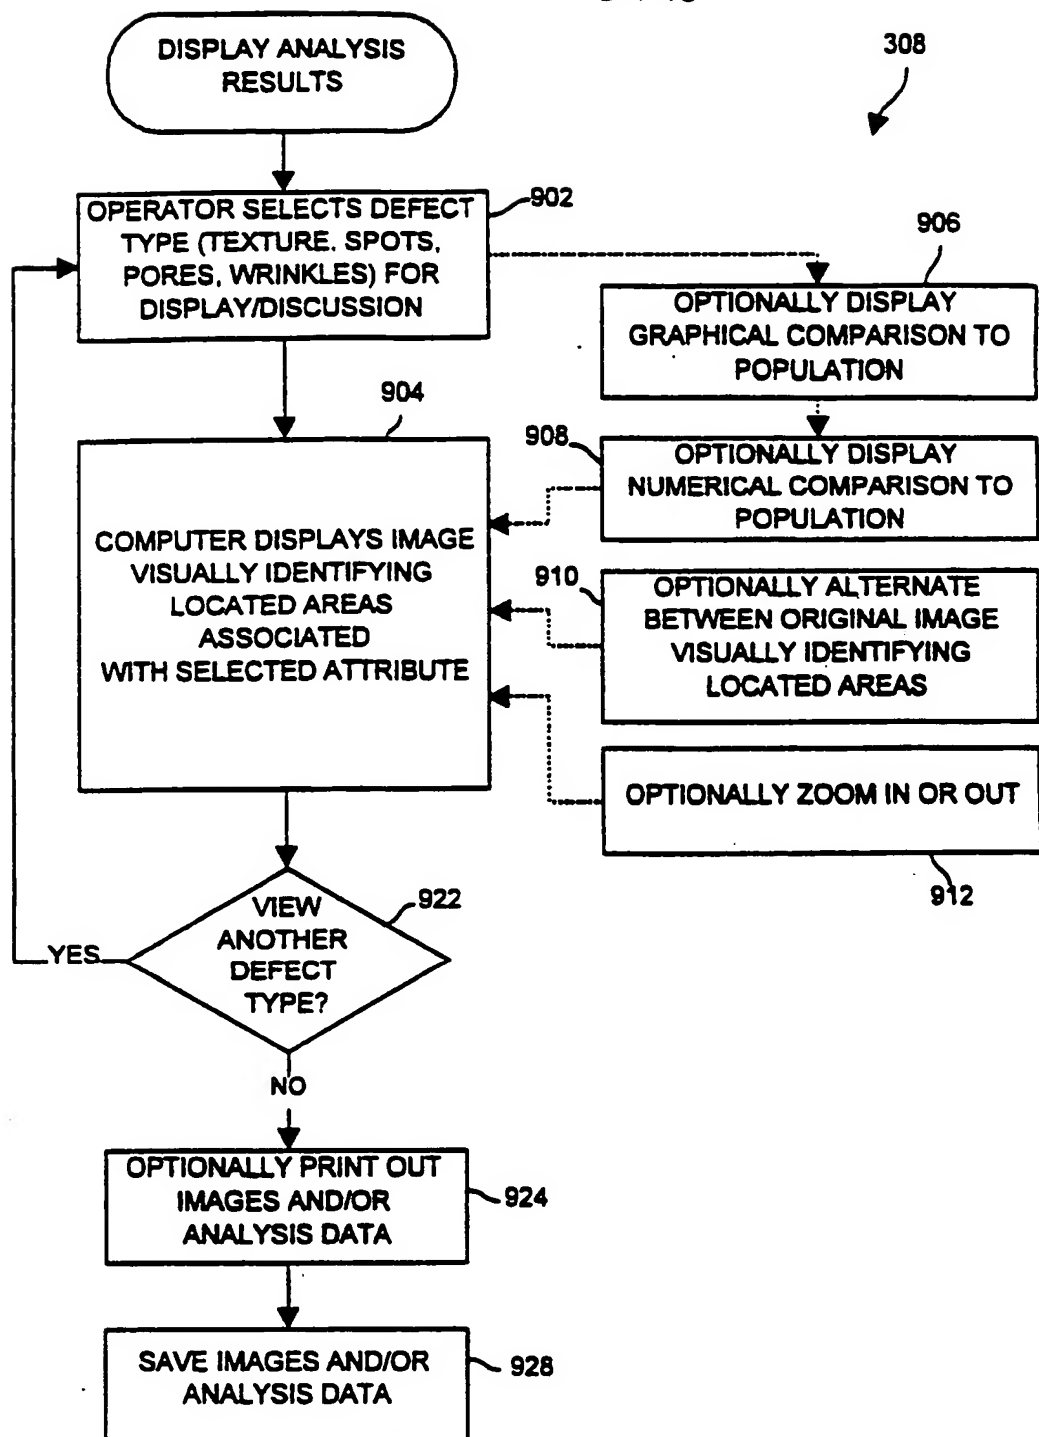 308
DISPLAY ANALYSIS
RESULTS
902
OPERATOR SELECTS DEFECT
TYPE (TEXTURE. SPOTS,
PORES, WRINKLES) FOR
DISPLAY/DISCUSSION
906
OPTIONALLY DISPLAY
GRAPHICAL COMPARISON TO
POPULATION
904
COMPUTER DISPLAYS IMAGE
VISUALLY IDENTIFYING
LOCATED AREAS
ASSOCIATED
WITH SELECTED ATTRIBUTE
908
OPTIONALLY DISPLAY
NUMERICAL COMPARISON TO
POPULATION
910
OPTIONALLY ALTERNATE
BETWEEN ORIGINAL IMAGE
VISUALLY IDENTIFYING
LOCATED AREAS
OPTIONALLY ZOOM IN OR OUT
912
VIEW
ANOTHER
DEFECT
TYPE?
922
YES
NO
OPTIONALLY PRINT OUT
IMAGES AND/OR
ANALYSIS DATA
924
SAVE IMAGES AND/OR
ANALYSIS DATA
928